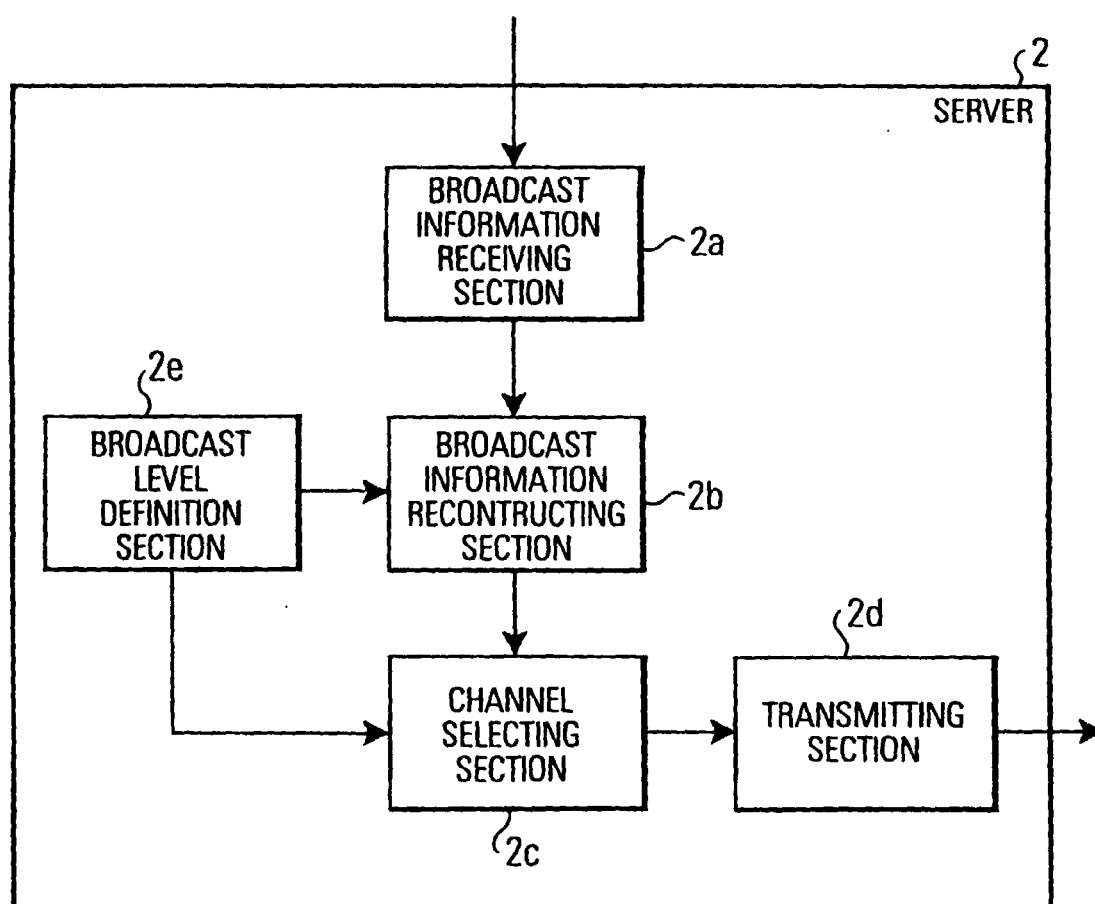 2
SERVER
BROADCAST
INFORMATION
RECEIVING
SECTION
2a
2e
BROADCAST
LEVEL
DEFINITION
SECTION
BROADCAST
INFORMATION
RECONTRUCTING
SECTION
2b
2d
CHANNEL
SELECTING
SECTION
TRANSMITTING
SECTION
2c